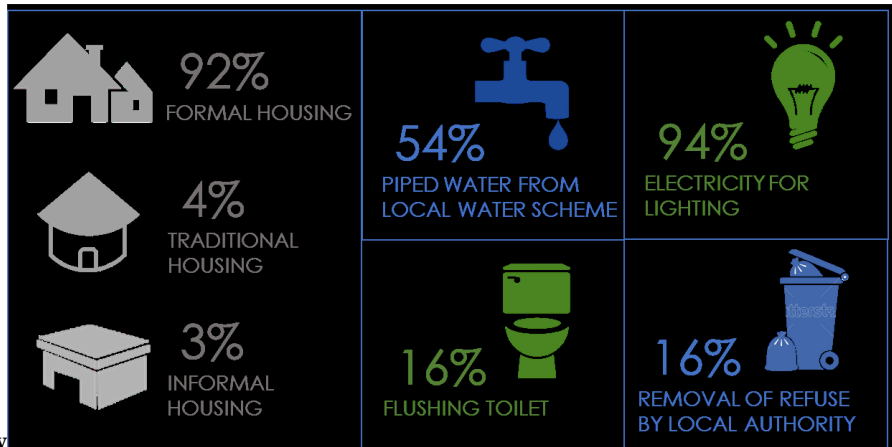 92%
FORMAL HOUSING
4%
TRADITIONAL
HOUSING
3%
INFORMAL
HOUSING
54%
PIPED WATER FROM
LOCAL WATER SCHEME
94%
ELECTRICITY FOR
LIGHTING
16%
FLUSHING TOILET
16%
REMOVAL OF REFUSE
BY LOCAL AUTHORITY